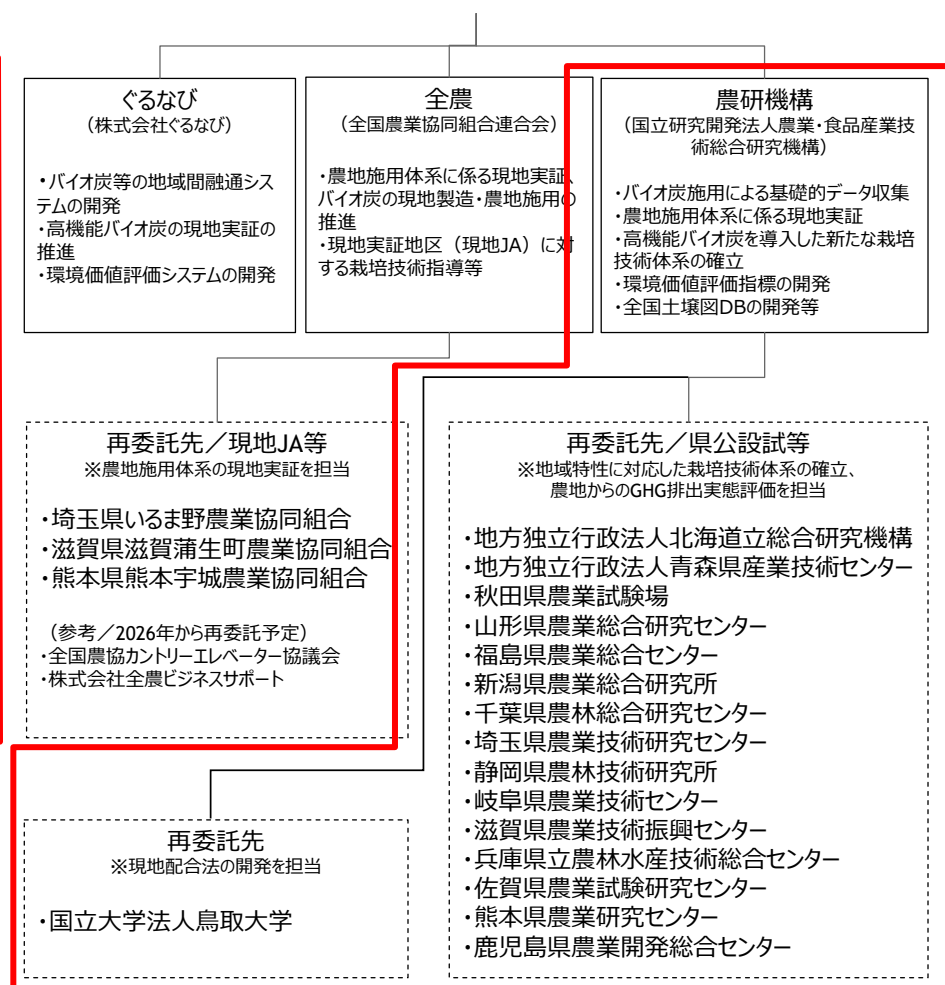 ぐるなび
（株式会社ぐるなび）
・バイオ炭等の地域間融通シス
テムの開発
・高機能バイオ炭の現地実証の
推進
・環境価値評価システムの開発
全農
（全国農業協同組合連合会）
・農地施用体系に係る現地実証、
バイオ炭の現地製造・農地施用の
推進
・現地実証地区（現地JA）に対
する栽培技術指導等
農研機構
（国立研究開発法人農業・食品産業技
術総合研究機構）
・バイオ炭施用による基礎的データ収集
・農地施用体系に係る現地実証
・高機能バイオ炭を導入した新たな栽培
技術体系の確立
・環境価値評価指標の開発
・全国土壌図DBの開発等
再委託先／現地JA等
※農地施用体系の現地実証を担当
・埼玉県いるま野農業協同組合
・滋賀県滋賀蒲生町農業協同組合
・熊本県熊本宇城農業協同組合
（参考／2026年から再委託予定）
・全国農協カントリーエレベーター協議会
・株式会社全農ビジネスサポート
再委託先／県公設試等
※地域特性に対応した栽培技術体系の確立、
農地からのGHG排出実態評価を担当
・地方独立行政法人北海道立総合研究機構
・地方独立行政法人青森県産業技術センター
・秋田県農業試験場
・山形県農業総合研究センター
・福島県農業総合センター
・新潟県農業総合研究所
・千葉県農林総合研究センター
・埼玉県農業技術研究センター
・静岡県農林技術研究所
・岐阜県農業技術センター
・滋賀県農業技術振興センター
・兵庫県立農林水産技術総合センター
・佐賀県農業試験研究センター
・熊本県農業研究センター
・鹿児島県農業開発総合センター
再委託先
※現地配合法の開発を担当
・国立大学法人鳥取大学